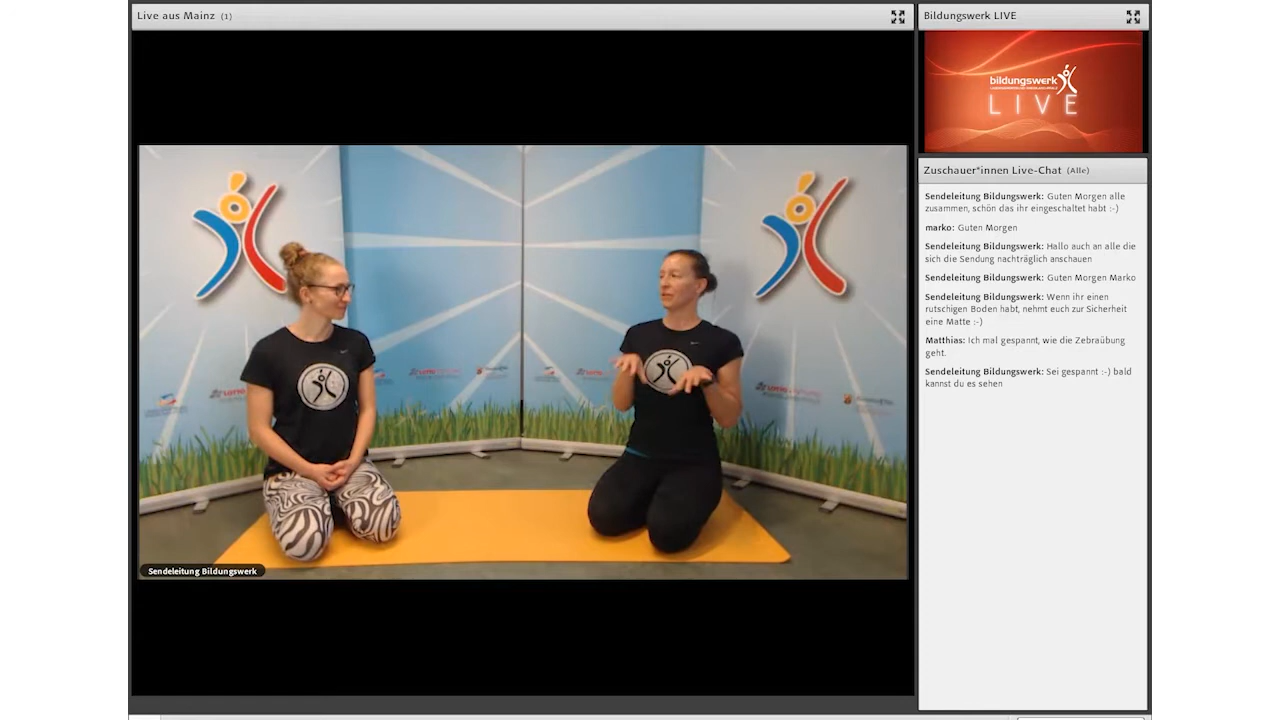 Live aus Mainz (1)
Bildungswerk LIVE
bildungswerk
LIVE
Zuschauer*innen Live-Chat (Alle)
Sendeleitung Bildungswerk: Guten Morgen alle
zusammen, schön das ihr eingeschaltet habt :-)
marko: Guten Morgen
Sendeleitung Bildungswerk: Hallo auch an alle die
sich die Sendung nachträglich anschauen
Sendeleitung Bildungswerk: Guten Morgen Marko
Sendeleitung Bildungswerk: Wenn ihr einen
rutschigen Boden habt, nehmt euch zur Sicherheit
eine Matte :-)
Matthias: Ich mal gespannt, wie die Zebraübung
geht.
Sendeleitung Bildungswerk: Sei gespannt :-) bald
kannst du es sehen
Sendeleitung Bildungswerk